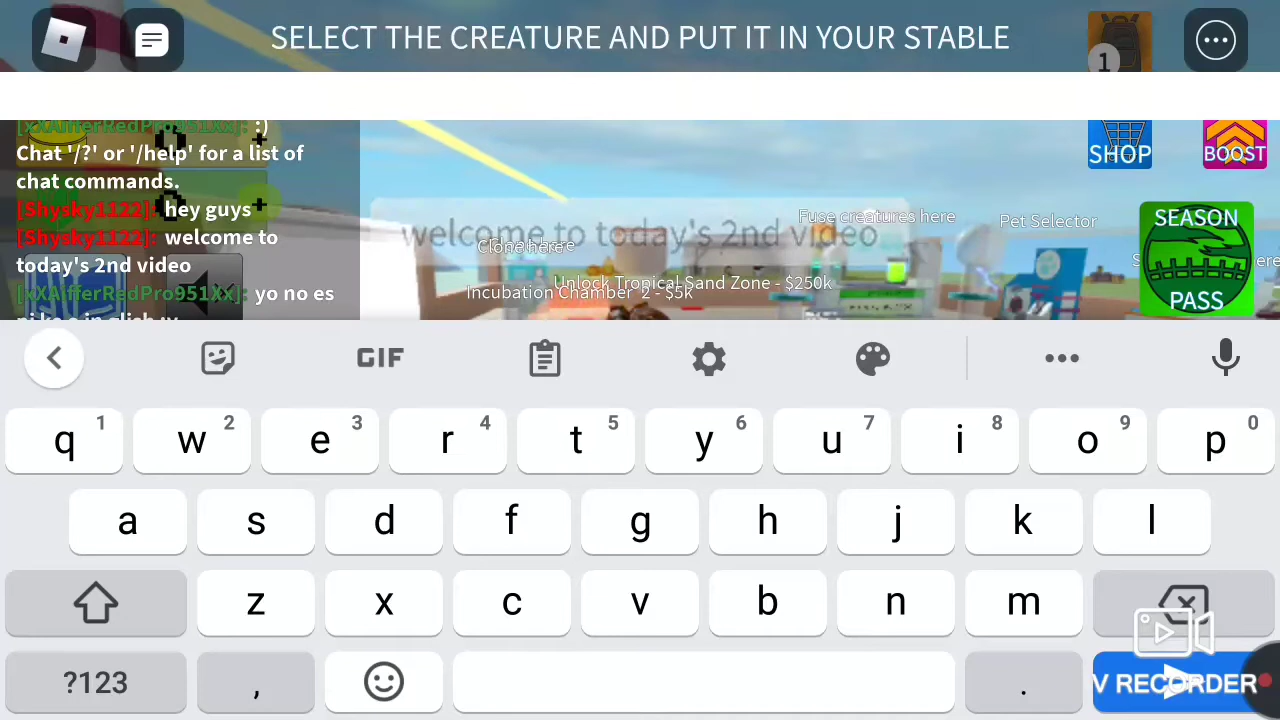 SELECT THE CREATURE AND PUT IT IN YOUR STABLE
1
[xXAlfferRedPro951Xx]: :)
Chat '/?' or '/help' for a list of
chat commands.
[Shysky1122]: hey guys
[Shysky1122]: welcome to
today's 2nd video
[xXAlfferRedPro951Xx]: yo no es
SHOP
BOOST
welcome to today's 2nd video
Fuse creatures here
Pet Selector
Clone here
Unlock Tropical Sand Zone - $250k
Incubation Chamber 2 - $5k
SEASON
PASS
GIF
q 1 w 2 e 3 r 4 t 5 y 6 u 7 i 8 o 9 p 0
a s d f g h j k l
z x c v b n m
?123 , .
V RECORDER